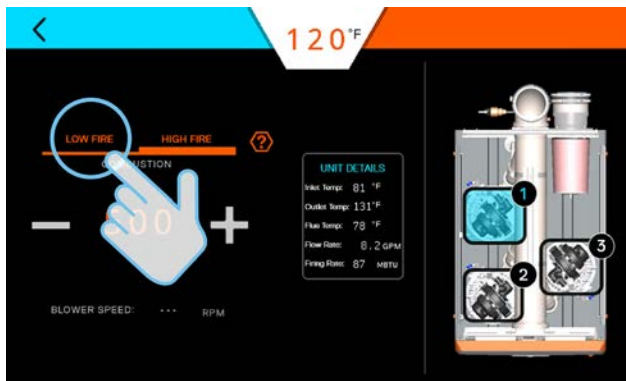 120°F
LOW FIRE HIGH FIRE ?
UNIT DETAILS
Inlet Temp: 81 °F
Outlet Temp: 131°F
Flue Temp: 78 °F
Flow Rate: 8.2 GPM
Firing Rate: 87 MBTU
BLOWER SPEED: --- RPM
1
2
3